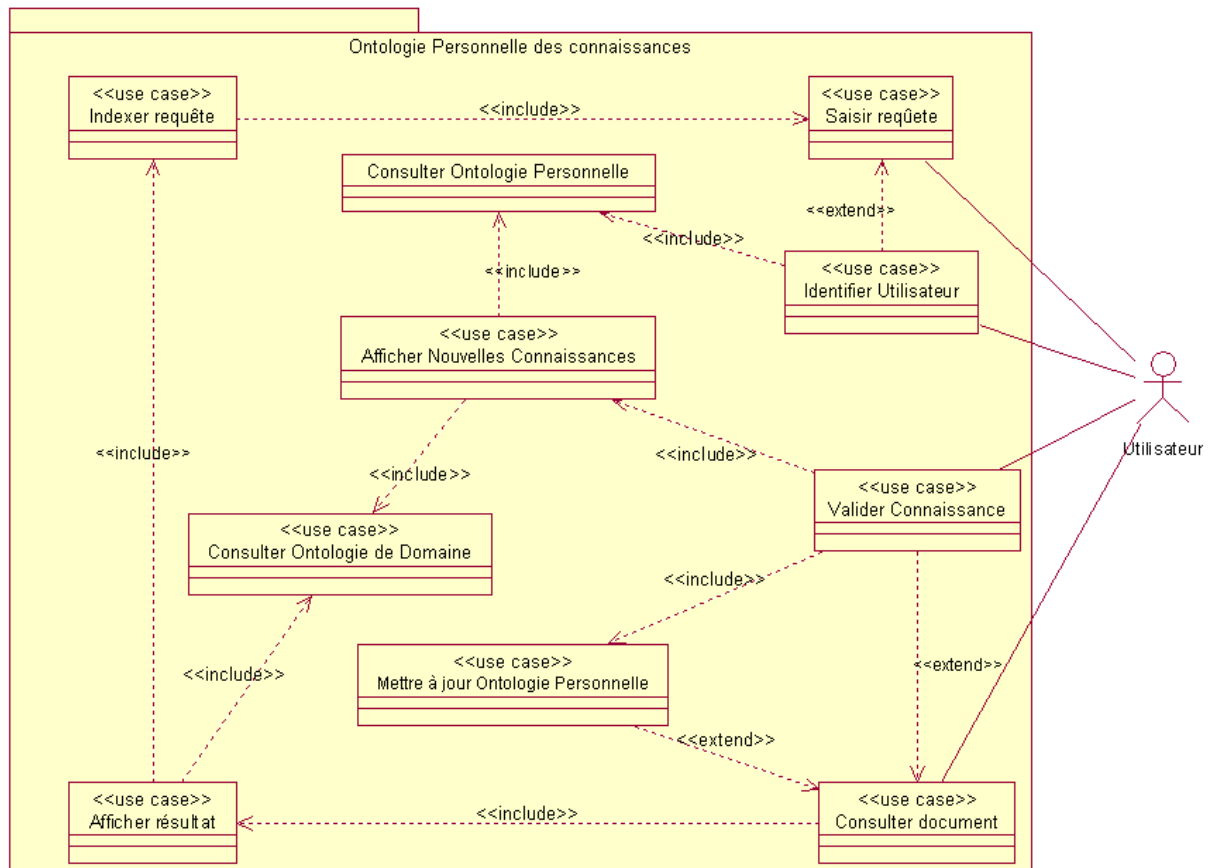 Ontologie Personnelle des connaissances
<<use case>>
Indexer requête
<<include>>
<<use case>>
Saisir reqûete
Consulter Ontologie Personnelle
<<extend>>
<<include>>
<<include>>
<<use case>>
Identifier Utilisateur
<<use case>>
Afficher Nouvelles Connaissances
<<include>>
<<include>>
<<include>>
Utilisateur
<<use case>>
Valider Connaissance
<<use case>>
Consulter Ontologie de Domaine
<<include>>
<<include>>
<<use case>>
Mettre à jour Ontologie Personnelle
<<extend>>
<<extend>>
<<use case>>
Afficher résultat
<<include>>
<<use case>>
Consulter document